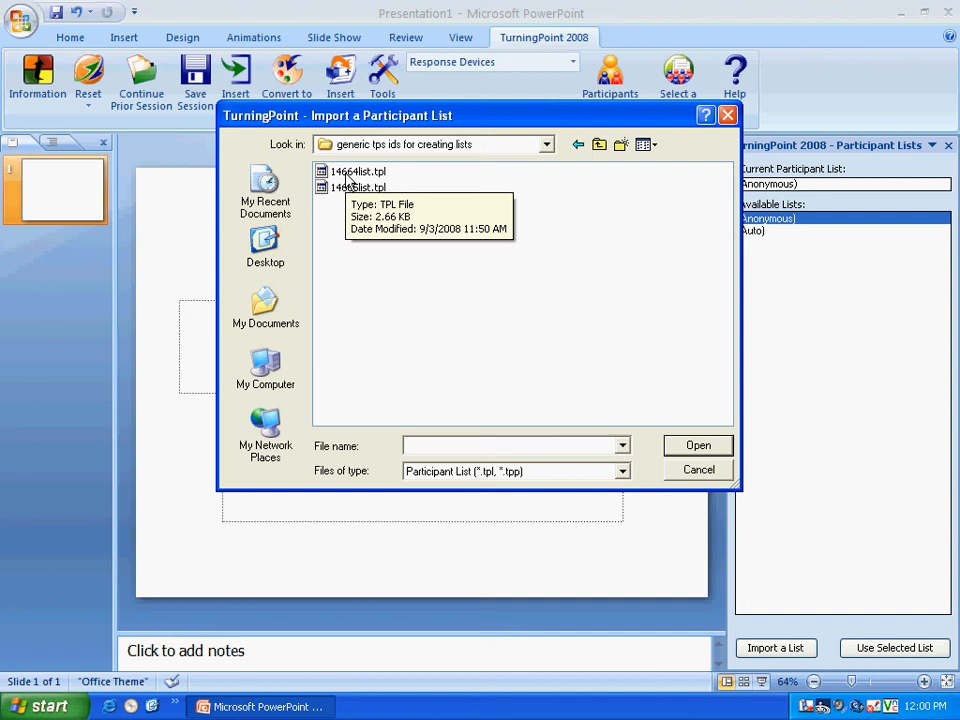 Presentation1 - Microsoft PowerPoint
Home Insert Design Animations Slide Show Review View TurningPoint 2008
Response Devices
Information Reset Continue Prior Session Save Session Insert Convert to Insert Tools Participants Select a Help
TurningPoint - Import a Participant List
Look in: generic tps ids for creating lists
My Recent Documents
Desktop
My Documents
My Computer
My Network Places
14664list.tpl
Type: TPL File
Size: 2.66 KB
Date Modified: 9/3/2008 11:50 AM
File name:
Open
Files of type: Participant List (*.tpl, *.tpp)
Cancel
1
rningPoint 2008 - Participant Lists
Current Participant List:
Anonymous)
Available Lists:
Anonymous)
Auto)
Import a List Use Selected List
Click to add notes
Slide 1 of 1 "Office Theme" 64%
start Microsoft PowerPoint ... 12:00 PM